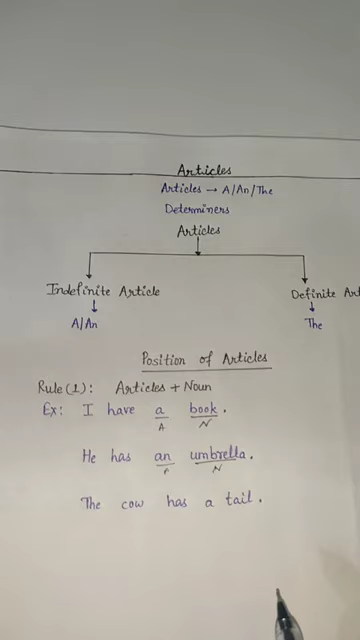 Articles
Articles → A/An/The
Determiners
Articles
Indefinite Article
Definite Art
A/An
The
Position of Articles
Rule (1): Articles + Noun
Ex: I have a book.
A N
He has an umbrella.
A N
The cow has a tail.